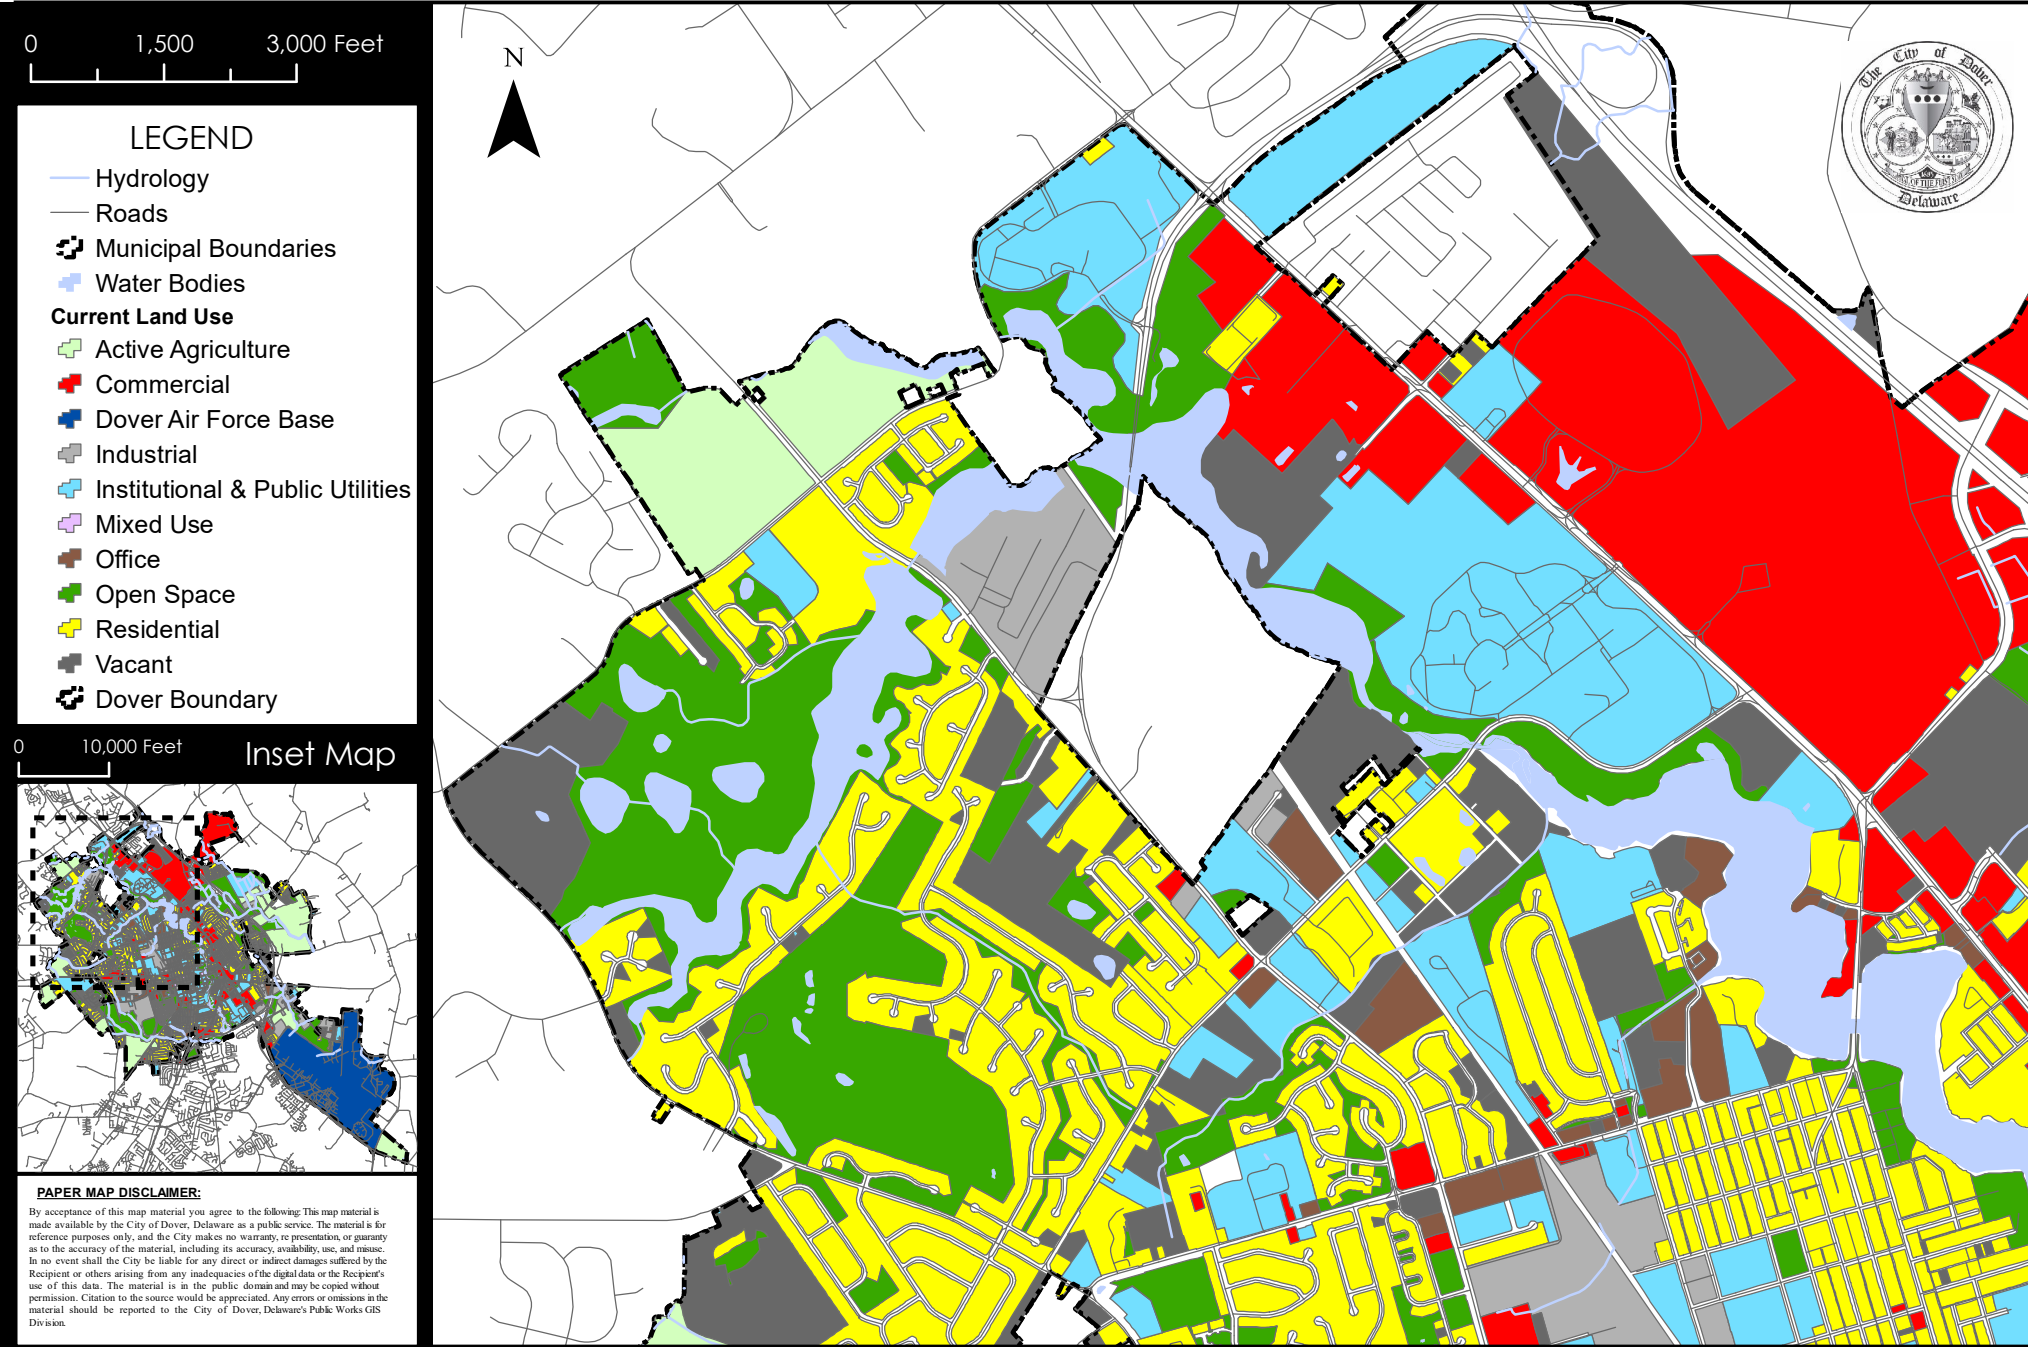 0 1,500 3,000 Feet
LEGEND
Hydrology
Roads
Municipal Boundaries
Water Bodies
Current Land Use
Active Agriculture
Commercial
Dover Air Force Base
Industrial
Institutional & Public Utilities
Mixed Use
Office
Open Space
Residential
Vacant
Dover Boundary
0 10,000 Feet
Inset Map
PAPER MAP DISCLAIMER:
By acceptance of this map material you agree to the following: This map material is
made available by the City of Dover, Delaware as a public service. The material is for
reference purposes only, and the City makes no warranty, re presentation, or guaranty
as to the accuracy of the material, including its accuracy, availability, use, and misuse.
In no event shall the City be liable for any direct or indirect damages suffered by the
Recipient or others arising from any inadequacies of the digital data or the Recipient's
use of this data. The material is in the public domain and may be copied without
permission. Citation to the source would be appreciated. Any errors or omissions in the
material should be reported to the City of Dover, Delaware's Public Works GIS
Division.
N
The City of Dover
Delaware